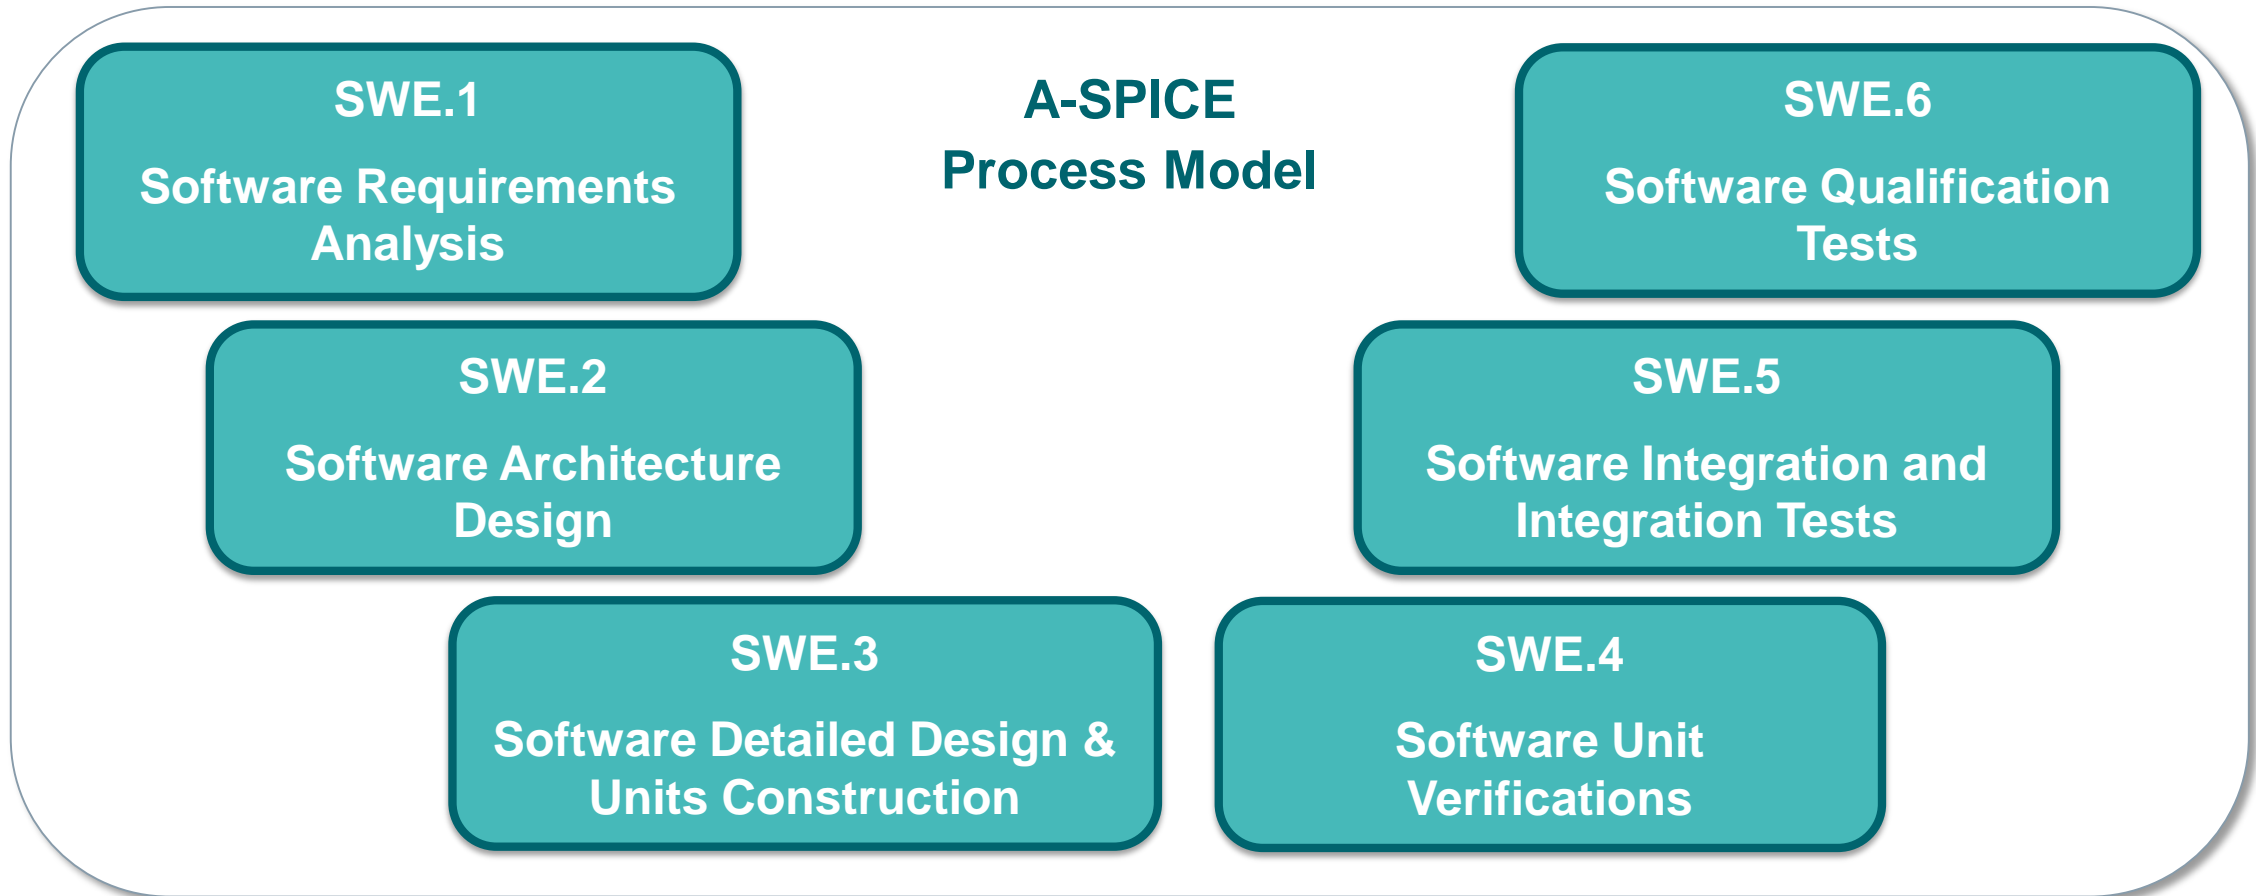 SWE.1
Software Requirements
Analysis
A-SPICE
Process Model
SWE.6
Software Qualification
Tests
SWE.2
Software Architecture
Design
SWE.5
Software Integration and
Integration Tests
SWE.3
Software Detailed Design &
Units Construction
SWE.4
Software Unit
Verifications